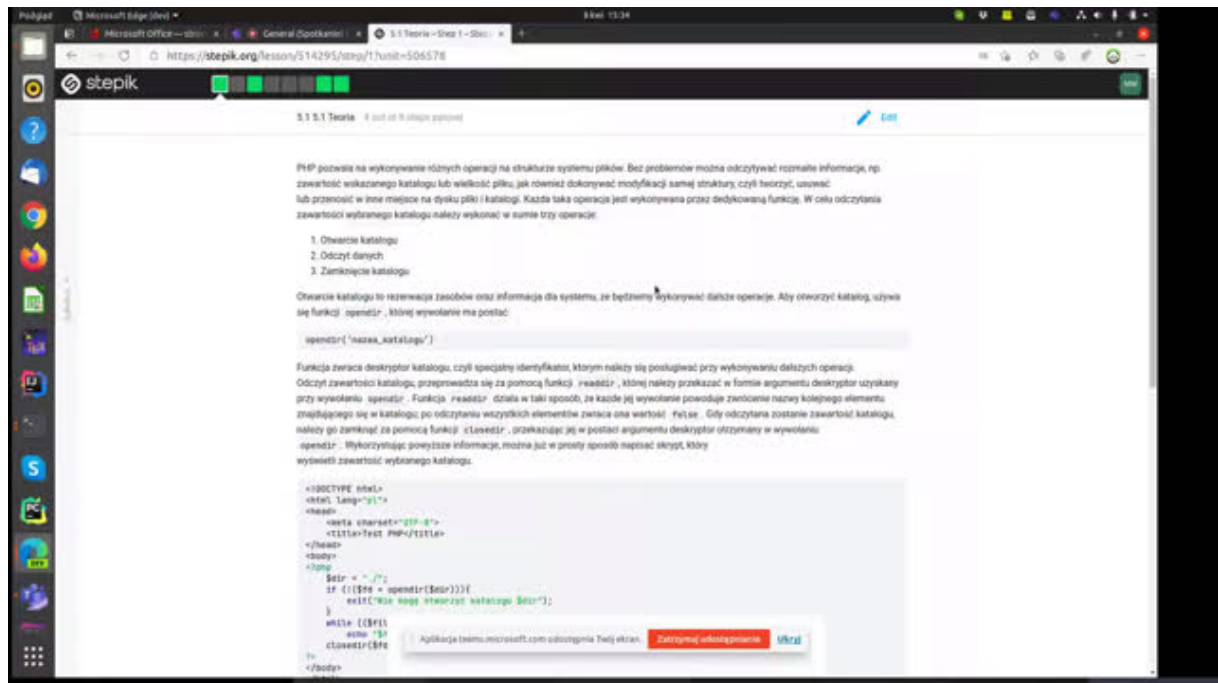 Podgląd Microsoft Edge (dev)
8 kwi 15:34
Microsoft Office
General (Spotkanie)
5.1 Teoria – Step 1
https://stepik.org/lesson/514295/step/1?unit=506578
stepik
5.1 5.1 Teoria
Edit
PHP pozwala na wykonywanie różnych operacji na strukturze systemu plików. Bez problemów można odczytywać rozmaite informacje, np.
zawartość wskazanego katalogu lub wielkość pliku, jak również dokonywać modyfikacji samej struktury, czyli tworzyć, usuwać
lub przenosić w inne miejsce na dysku pliki i katalogi. Każda taka operacja jest wykonywana przez dedykowaną funkcję. W celu odczytania
zawartości wybranego katalogu należy wykonać w sumie trzy operacje:
1. Otwarcie katalogu
2. Odczyt danych
3. Zamknięcie katalogu
Otwarcie katalogu to rezerwacja zasobów oraz informacja dla systemu, że będziemy wykonywać dalsze operacje. Aby otworzyć katalog, używa
się funkcji opendir, której wywołanie ma postać:
opendir('nazwa_katalogu')
Funkcja zwraca deskryptor katalogu, czyli specjalny identyfikator, którym należy się posługiwać przy wykonywaniu dalszych operacji.
Odczyt zawartości katalogu, przeprowadza się za pomocą funkcji readdir, której należy przekazać w formie argumentu deskryptor uzyskany
przy wywołaniu opendir. Funkcja readdir działa w taki sposób, że każde jej wywołanie powoduje zwrócenie nazwy kolejnego elementu
znajdującego się w katalogu; po odczytaniu wszystkich elementów zwraca ona wartość false. Gdy odczytana zostanie zawartość katalogu,
należy go zamknąć za pomocą funkcji closedir, przekazując jej w postaci argumentu deskryptor otrzymany w wywołaniu
opendir. Wykorzystując powyższe informacje, można już w prosty sposób napisać skrypt, który
wyświetli zawartość wybranego katalogu.
<!DOCTYPE html>
<html lang="pl">
<head>
<meta charset="UTF-8">
<title>Test PHP</title>
</head>
<body>
<?php
$dir = "./";
if (!($fd = opendir($dir))){
exit("Nie mogę otworzyć katalogu $dir");
}
while (($fil
echo "$f
closedir($fd
?>
</body>
Aplikacja teams.microsoft.com udostępnia Twój ekran. Zatrzymaj udostępnianie Ukryj